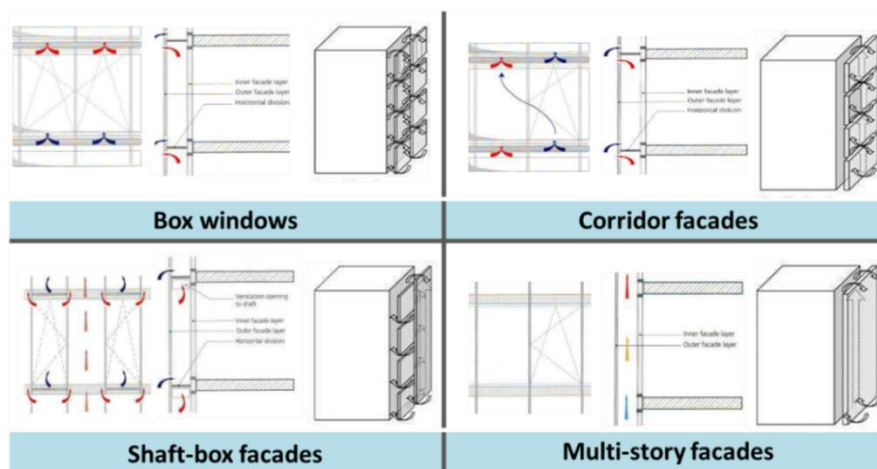 Inner facade layer
Outer facade layer
Horizontal division
Box windows
Inner facade layer
Outer facade layer
Horizontal division
Corridor facades
Ventilation opening
to shaft
Inner facade layer
Outer facade layer
Horizontal division
Shaft-box facades
Inner facade layer
Outer facade layer
Multi-story facades